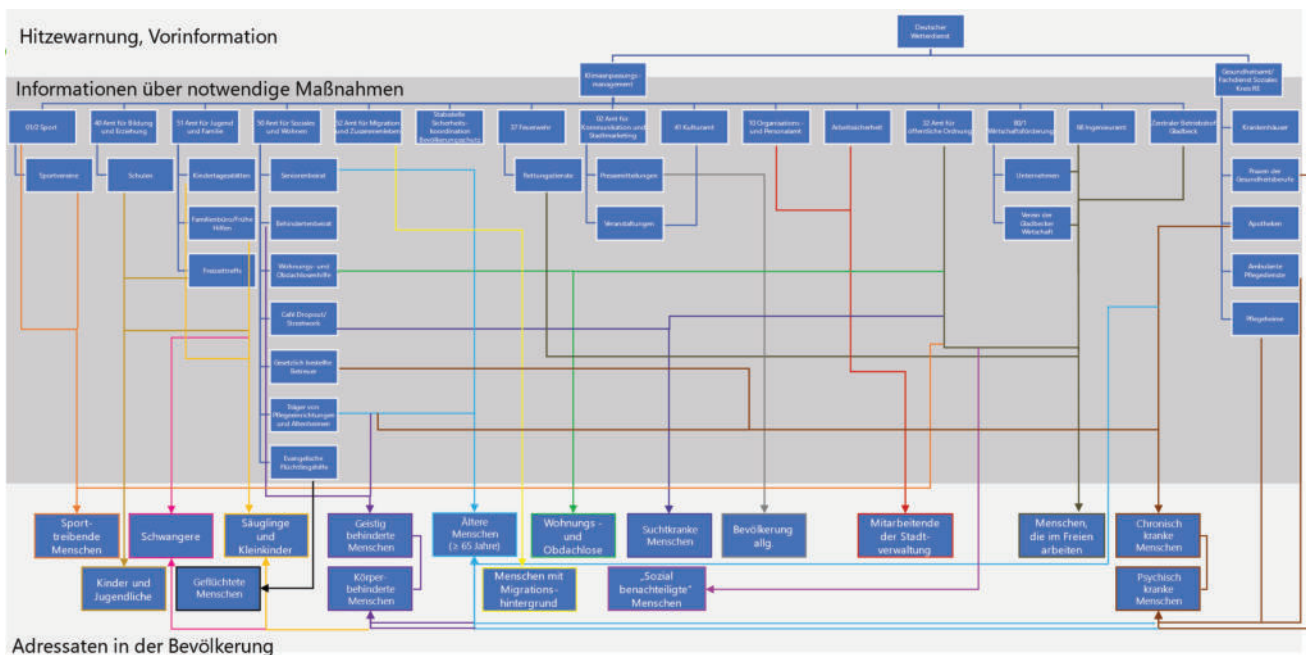 Hitzewarnung, Vorinformation
Deutscher
Wetterdienst
Klimaanpassungs-
management
Gesundheitsamt/
Fachdienst Soziales
Kreis RE
Informationen über notwendige Maßnahmen
01/2 Sport
40 Amt für Bildung
und Erziehung
51 Amt für Jugend
und Familie
50 Amt für Soziales
und Wohnen
52 Amt für Migration
und Zusammenleben
Stabsstelle
Sicherheits-
koordination
Bevölkerungsschutz
37 Feuerwehr
02 Amt für
Kommunikation und
Stadtmarketing
41 Kulturamt
10 Organisations -
und Personalamt
Arbeitssicherheit
32 Amt für
öffentliche Ordnung
80/1
Wirtschaftsförderung
66 Ingenieuramt
Zentraler Betriebshof
Gladbeck
Krankenhäuser
Sportvereine
Schulen
Kindertagesstätten
Seniorenbeirat
Rettungsdienste
Pressemitteilungen
Unternehmen
Praxen der
Gesundheitsberufe
Familienbüro/Frühe
Hilfen
Behindertenbeirat
Veranstaltungen
Verein der
Gladbecker
Wirtschaft
Apotheken
Freizeittreffs
Wohnungs- und
Obdachlosenhilfe
Ambulante
Pflegedienste
Café Dropout/
Streetwork
Pflegekasse
Gesetzlich bestellte
Betreuer
Träger von
Pflegeeinrichtungen
und Altenheimen
Evangelische
Flüchtlingshilfe
Sport-
treibende
Menschen
Schwangere
Säuglinge
und
Kleinkinder
Geistig
behinderte
Menschen
Ältere
Menschen
(≥ 65 Jahre)
Wohnungs -
und
Obdachlose
Suchtkranke
Menschen
Bevölkerung
allg.
Mitarbeitende
der Stadt-
verwaltung
Menschen,
die im Freien
arbeiten
Chronisch
kranke
Menschen
Kinder und
Jugendliche
Geflüchtete
Menschen
Körper-
behinderte
Menschen
Menschen mit
Migrations-
hintergrund
„Sozial
benachteiligte"
Menschen
Psychisch
kranke
Menschen
Adressaten in der Bevölkerung